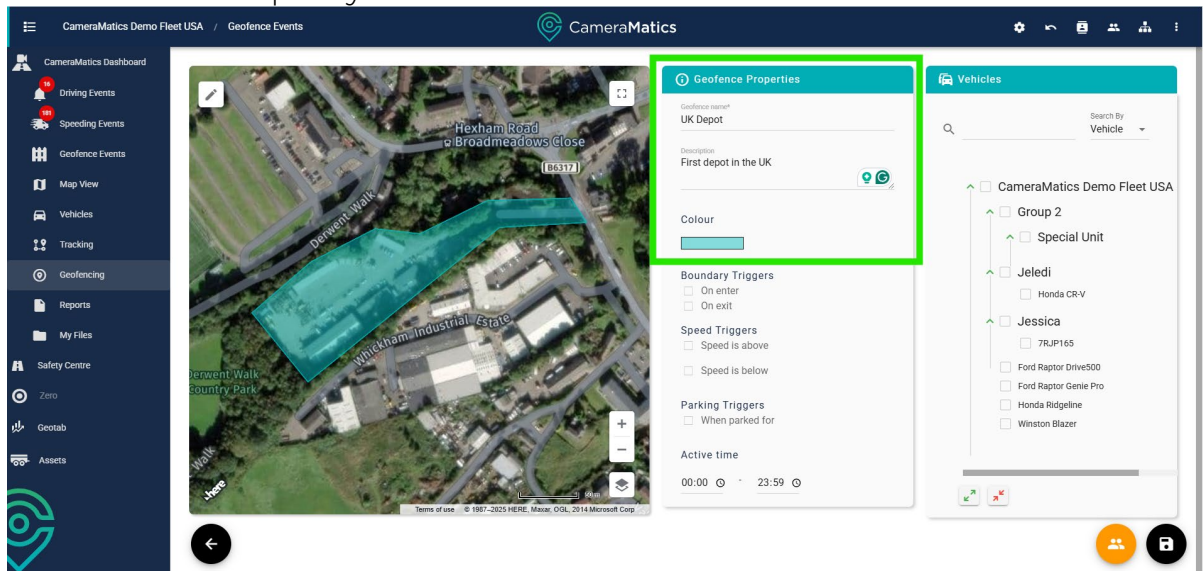 CameraMatics Demo Fleet USA / Geofence Events
CameraMatics
CameraMatics Dashboard
16
Driving Events
181
Speeding Events
Geofence Events
Map View
Vehicles
Tracking
Geofencing
Reports
My Files
Safety Centre
Zero
Geotab
Assets
Hexham Road
Broadmeadows Close
B6317
Derwent Walk
Whickham Industrial Estate
Derwent Walk
Country Park
Walk
here
Terms of use © 1987–2025 HERE, Maxar, OGL, 2014 Microsoft Corp
Geofence Properties
Geofence name*
UK Depot
Description
First depot in the UK
Colour
Boundary Triggers
On enter
On exit
Speed Triggers
Speed is above
Speed is below
Parking Triggers
When parked for
Active time
00:00 - 23:59
Vehicles
Search By
Vehicle
CameraMatics Demo Fleet USA
Group 2
Special Unit
Jeledi
Honda CR-V
Jessica
7RJP165
Ford Raptor Drive500
Ford Raptor Genie Pro
Honda Ridgeline
Winston Blazer